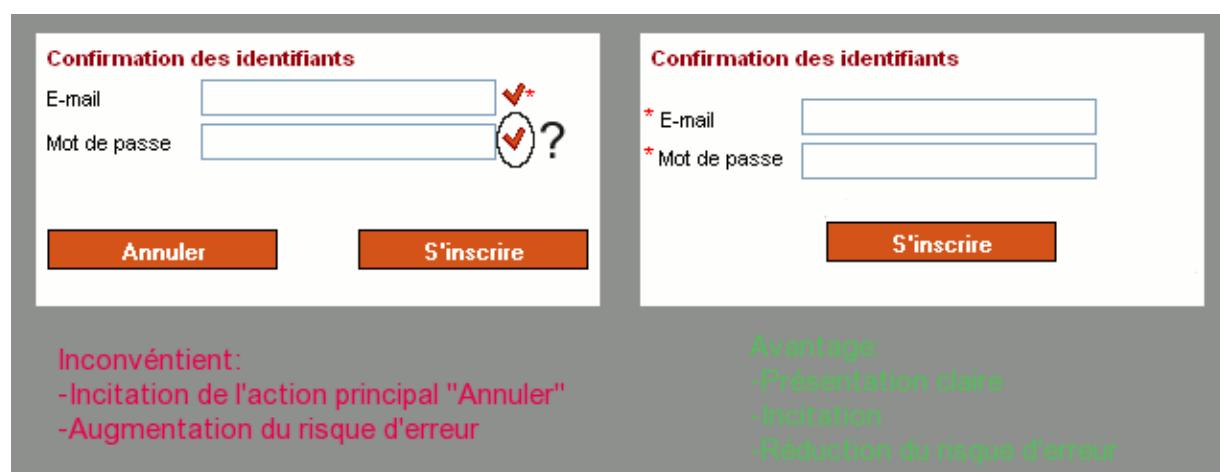 Confirmation des identifiants
E-mail *
Mot de passe ?
Annuler S'inscrire
Inconvéntient:
-Incitation de l'action principal "Annuler"
-Augmentation du risque d'erreur
Confirmation des identifiants
* E-mail
* Mot de passe
S'inscrire
Avantage
-Présentation claire
-Incitation
-Réduction du risque d'erreur